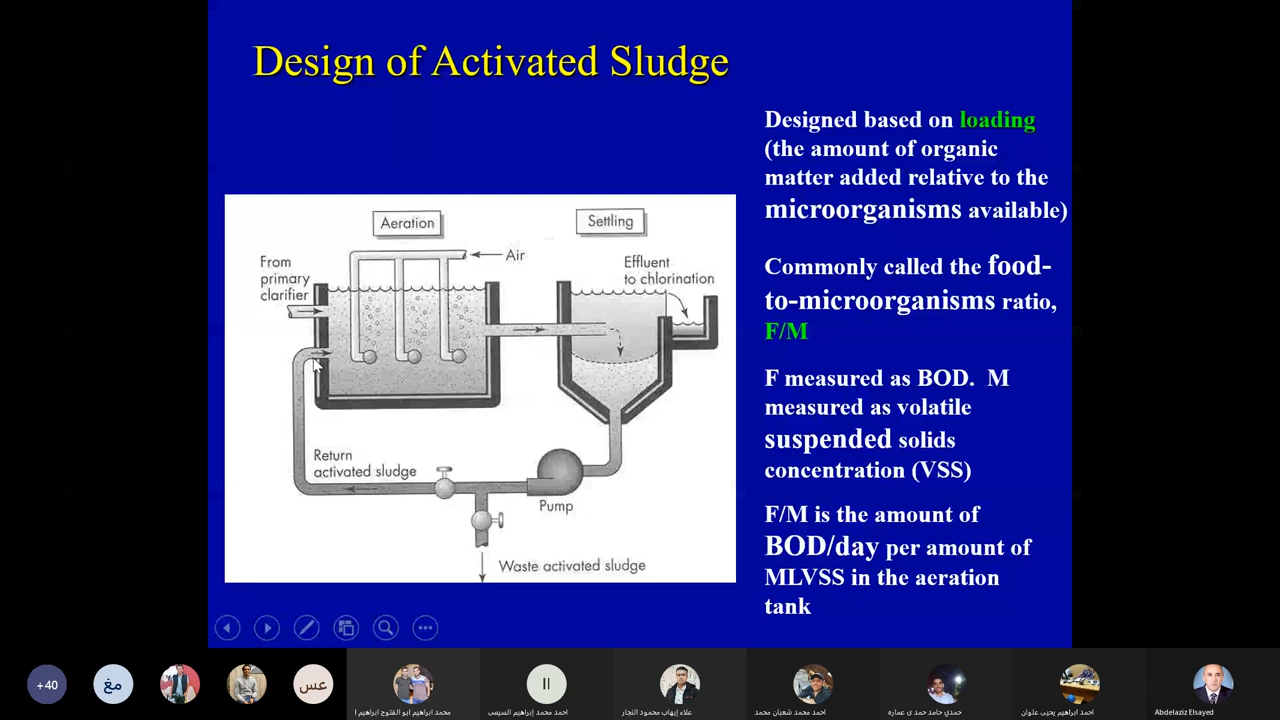 Design of Activated Sludge
Designed based on loading
(the amount of organic
matter added relative to the
microorganisms available)
Commonly called the food-
to-microorganisms ratio,
F/M
F measured as BOD. M
measured as volatile
suspended solids
concentration (VSS)
F/M is the amount of
BOD/day per amount of
MLVSS in the aeration
tank
Aeration
Settling
Air
From
primary
clarifier
Effluent
to chlorination
Return
activated sludge
Pump
Waste activated sludge
+40
مغ
عس
محمد ابراهيم ابو الفتوح ابراهيم ا
احمد محمد إبراهيم السيسى
علاء إيهاب محمود النجار
احمد محمد شعبان محمد
حمدي حامد حمد ى عماره
احمد ابراهيم يحيى علوان
Abdelaziz Elsayed